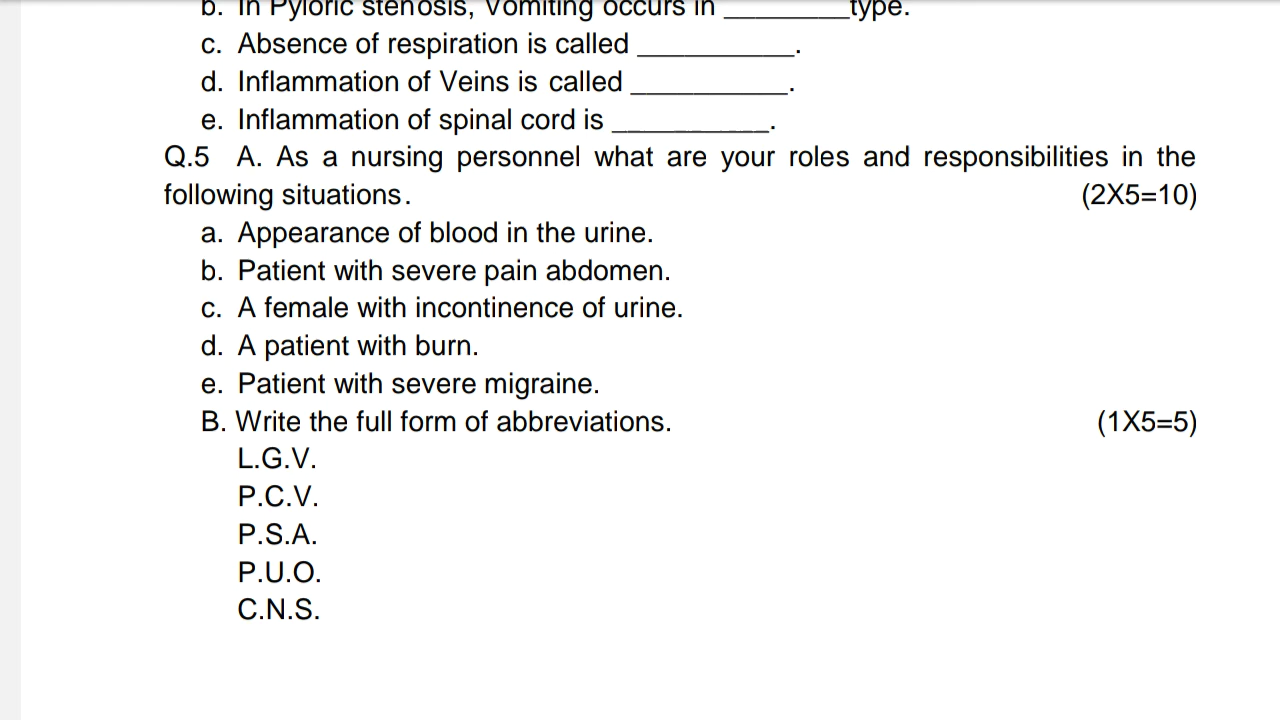 b. In Pyloric stenosis, Vomiting occurs in ________type.
c. Absence of respiration is called __________.
d. Inflammation of Veins is called __________.
e. Inflammation of spinal cord is __________.
Q.5 A. As a nursing personnel what are your roles and responsibilities in the
following situations. (2X5=10)
a. Appearance of blood in the urine.
b. Patient with severe pain abdomen.
c. A female with incontinence of urine.
d. A patient with burn.
e. Patient with severe migraine.
B. Write the full form of abbreviations. (1X5=5)
L.G.V.
P.C.V.
P.S.A.
P.U.O.
C.N.S.